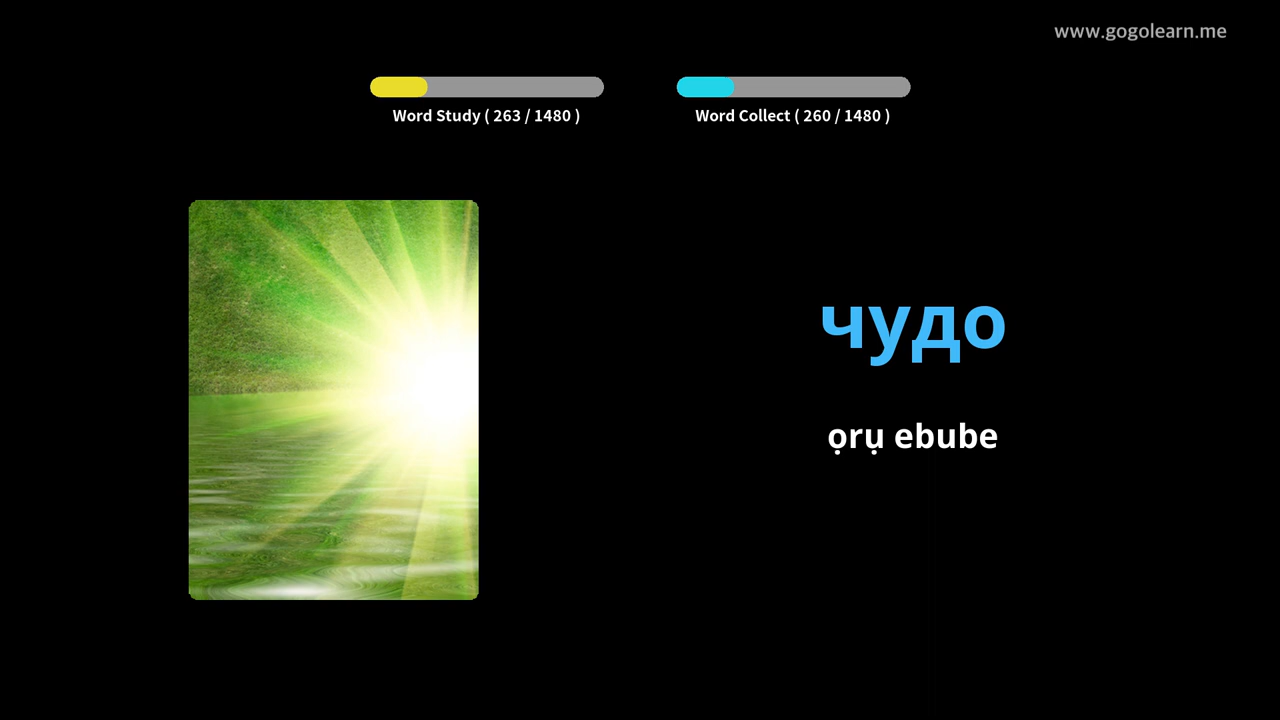 www.gogolearn.me
Word Study ( 263 / 1480 )
Word Collect ( 260 / 1480 )
чудо
ọrụ ebube